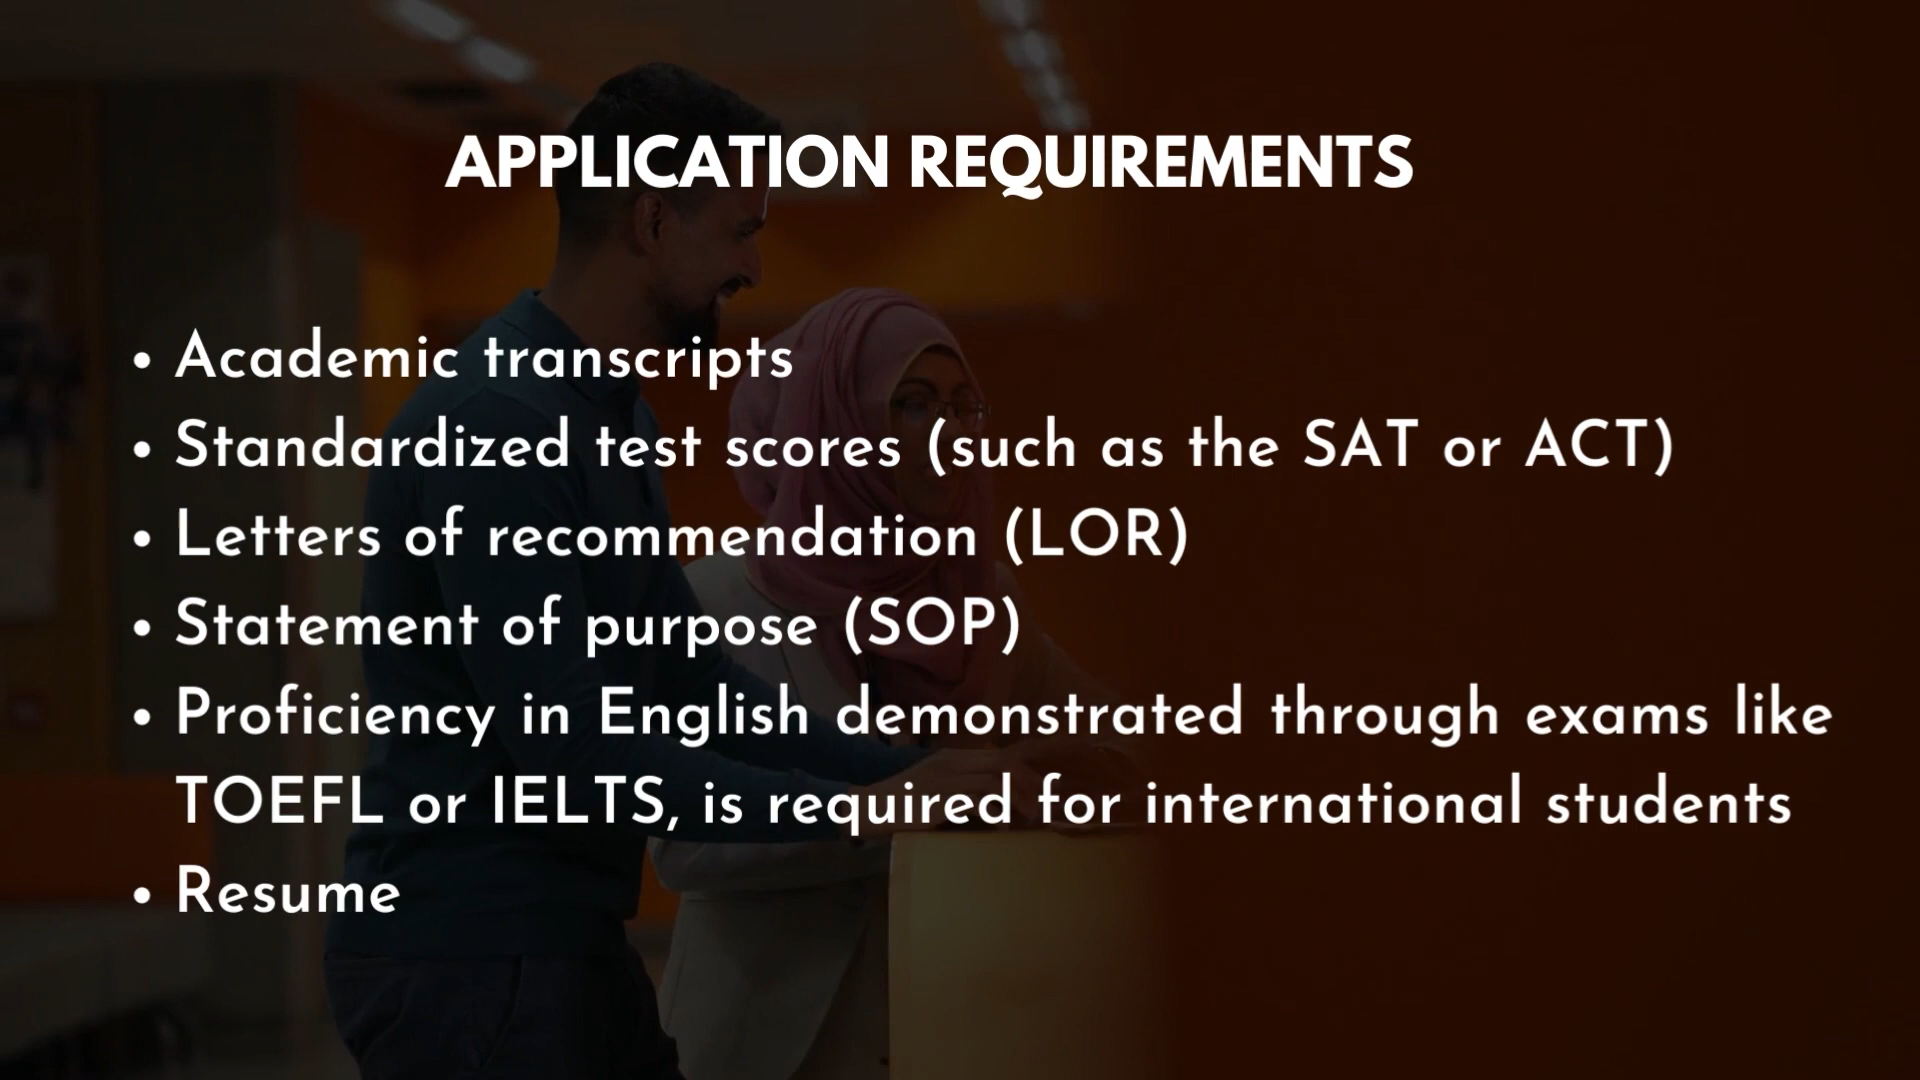 APPLICATION REQUIREMENTS
• Academic transcripts
• Standardized test scores (such as the SAT or ACT)
• Letters of recommendation (LOR)
• Statement of purpose (SOP)
• Proficiency in English demonstrated through exams like
TOEFL or IELTS, is required for international students
• Resume